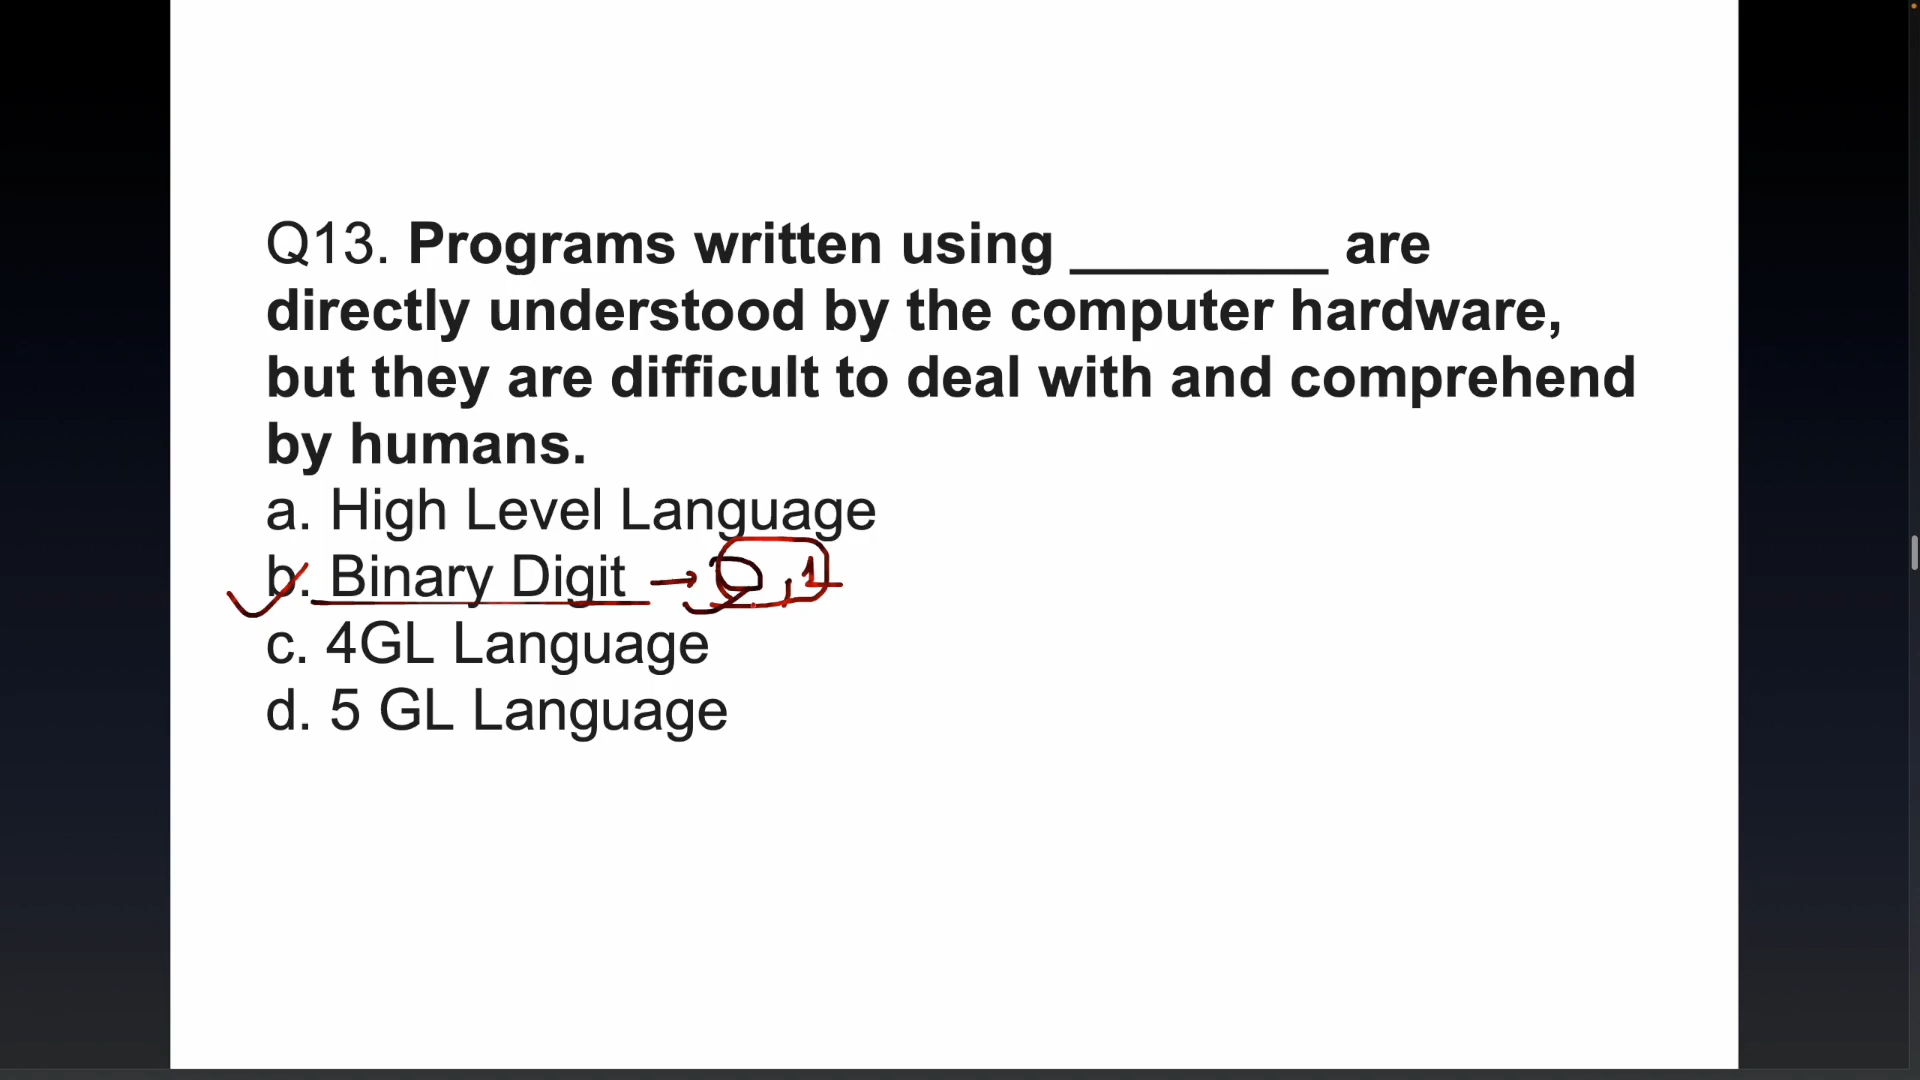 Q13. Programs written using ________ are
directly understood by the computer hardware,
but they are difficult to deal with and comprehend
by humans.
a. High Level Language
b. Binary Digit → 0, 1
c. 4GL Language
d. 5 GL Language